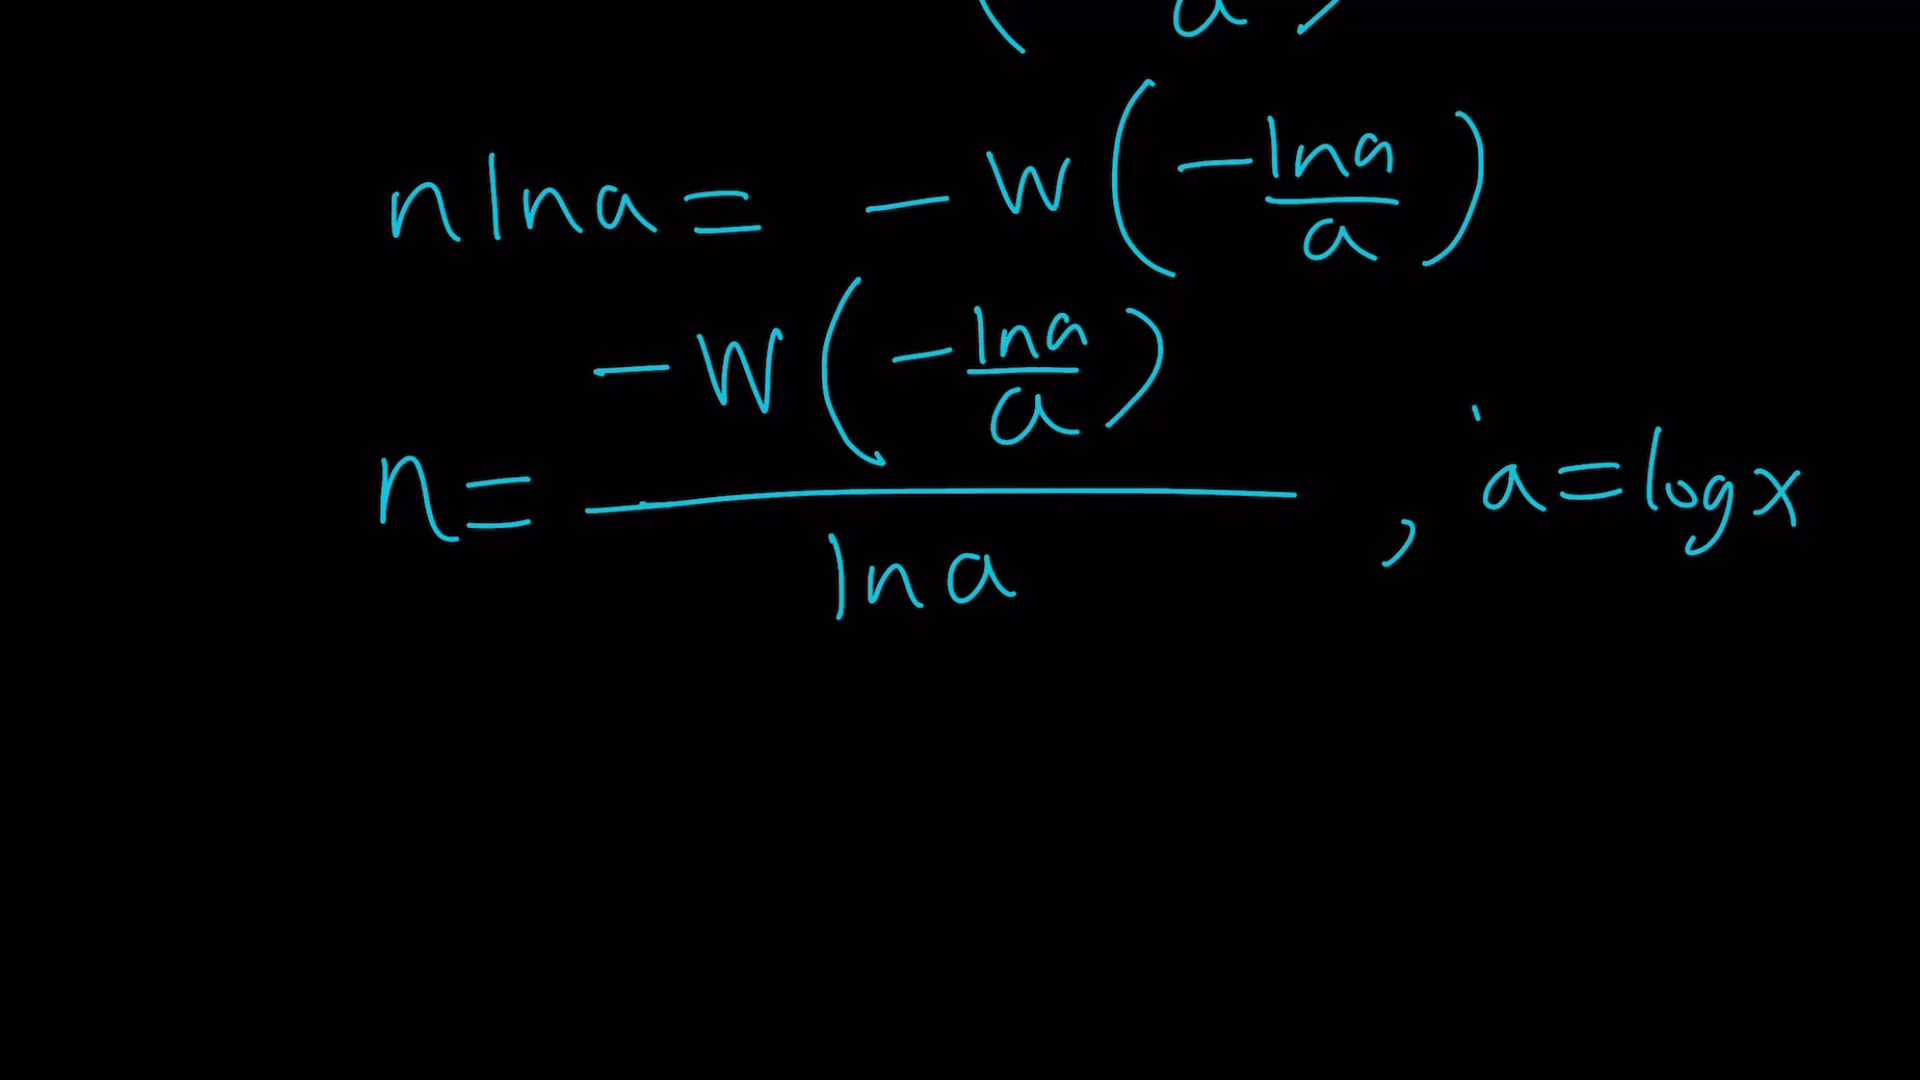 ( a )
n ln a = - W ( - ln a / a )
n = - W ( - ln a / a ) / ln a , a = log x